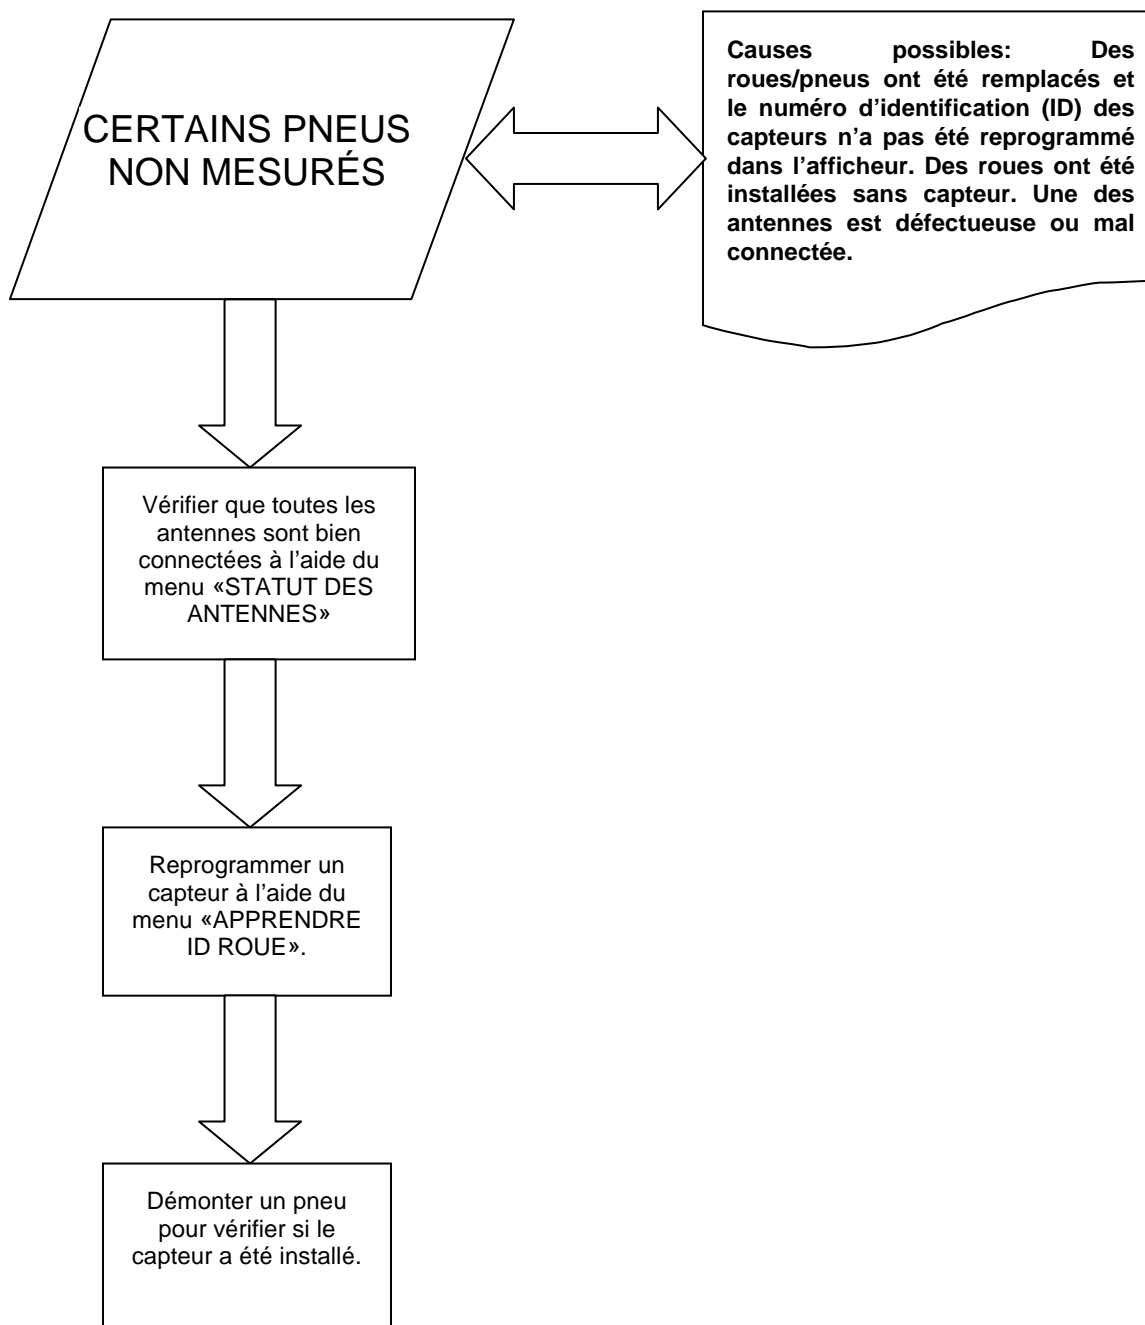 CERTAINS PNEUS
NON MESURÉS
Causes possibles: Des
roues/pneus ont été remplacés et
le numéro d’identification (ID) des
capteurs n’a pas été reprogrammé
dans l’afficheur. Des roues ont été
installées sans capteur. Une des
antennes est défectueuse ou mal
connectée.
Vérifier que toutes les
antennes sont bien
connectées à l’aide du
menu «STATUT DES
ANTENNES»
Reprogrammer un
capteur à l’aide du
menu «APPRENDRE
ID ROUE».
Démonter un pneu
pour vérifier si le
capteur a été installé.